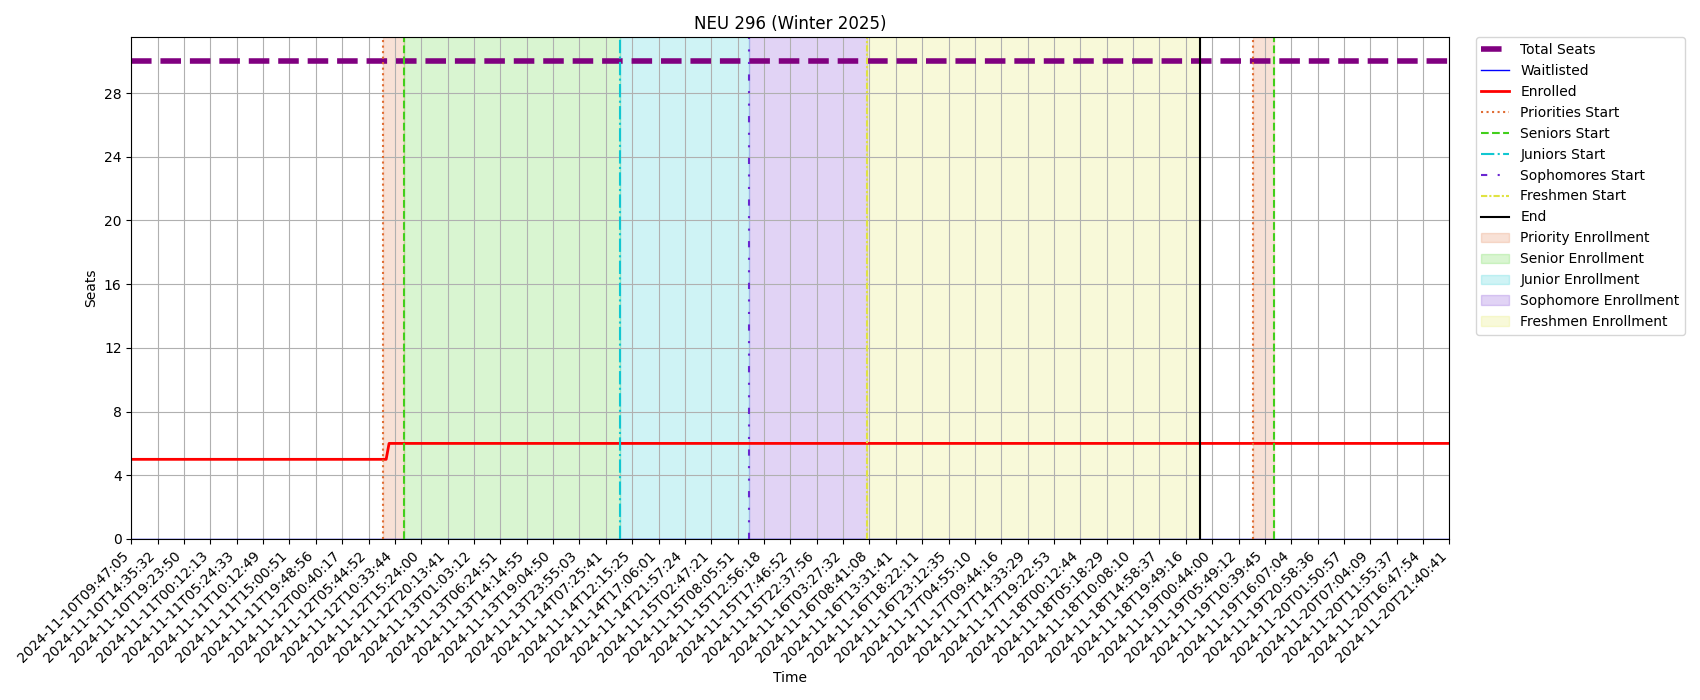 NEU 296 (Winter 2025)
Seats
28
24
20
16
12
8
4
0
2024-11-10T09:47:05
2024-11-10T14:35:32
2024-11-10T19:23:50
2024-11-11T00:12:13
2024-11-11T05:24:33
2024-11-11T10:12:49
2024-11-11T15:00:51
2024-11-11T19:48:56
2024-11-12T00:40:17
2024-11-12T05:44:52
2024-11-12T10:33:44
2024-11-12T15:24:00
2024-11-12T20:13:41
2024-11-13T01:03:12
2024-11-13T06:24:51
2024-11-13T14:14:55
2024-11-13T19:04:50
2024-11-13T23:55:03
2024-11-14T07:25:41
2024-11-14T12:15:23
2024-11-14T17:06:01
2024-11-14T21:57:24
2024-11-15T02:47:21
2024-11-15T08:05:51
2024-11-15T12:56:18
2024-11-15T17:46:52
2024-11-15T22:37:56
2024-11-16T03:27:32
2024-11-16T08:41:08
2024-11-16T13:31:41
2024-11-16T18:22:11
2024-11-16T23:12:35
2024-11-17T04:55:10
2024-11-17T09:44:16
2024-11-17T14:33:29
2024-11-17T19:22:53
2024-11-18T00:12:44
2024-11-18T05:18:29
2024-11-18T10:08:10
2024-11-18T14:58:37
2024-11-18T19:49:16
2024-11-19T00:44:00
2024-11-19T05:49:12
2024-11-19T10:39:45
2024-11-19T16:07:04
2024-11-19T20:58:36
2024-11-20T01:50:57
2024-11-20T07:04:09
2024-11-20T11:55:37
2024-11-20T16:47:54
2024-11-20T21:40:41
Time
Total Seats
Waitlisted
Enrolled
Priorities Start
Seniors Start
Juniors Start
Sophomores Start
Freshmen Start
End
Priority Enrollment
Senior Enrollment
Junior Enrollment
Sophomore Enrollment
Freshmen Enrollment